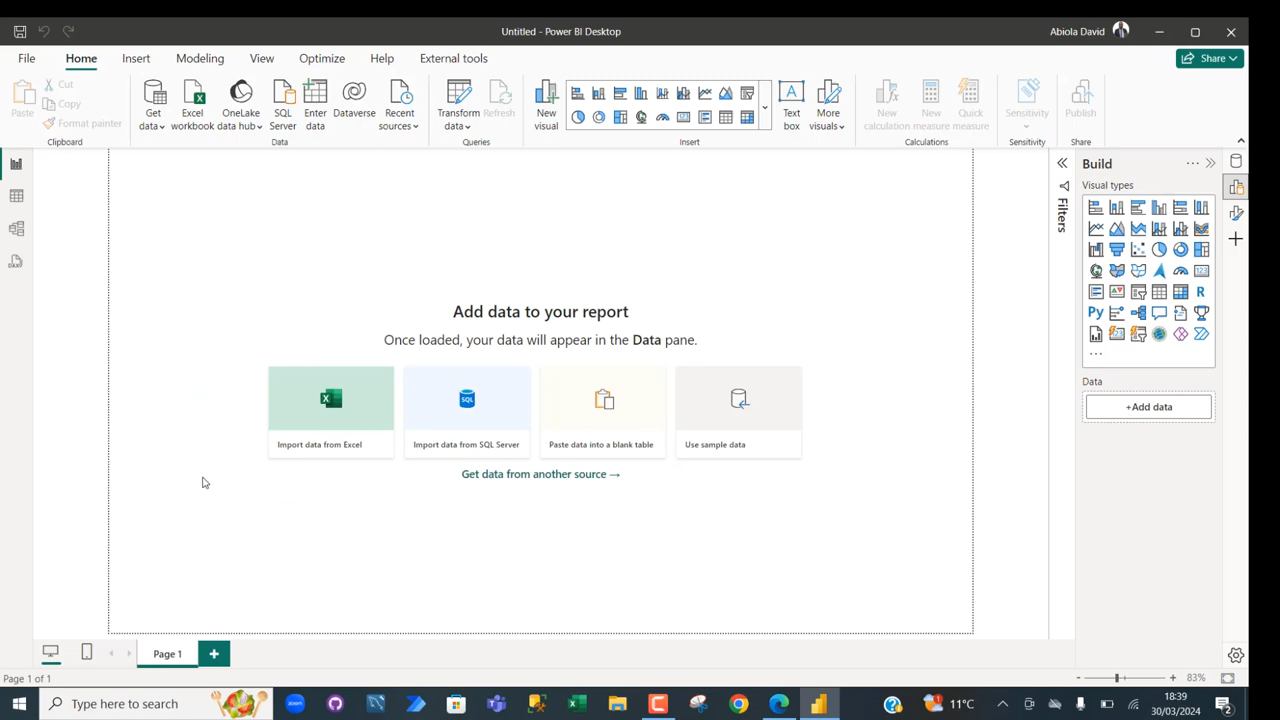 Untitled - Power BI Desktop
Abiola David
File Home Insert Modeling View Optimize Help External tools
Share
Paste
Cut
Copy
Format painter
Get data
Excel workbook
OneLake data hub
SQL Server
Enter data
Dataverse
Recent sources
Transform data
Refresh
New visual
Text box
More visuals
New calculation
New measure
Quick measure
Sensitivity
Publish
Clipboard
Data
Queries
Insert
Calculations
Sensitivity
Share
Filters
Build
Visual types
R
Py
Data
+Add data
Add data to your report
Once loaded, your data will appear in the Data pane.
SQL
Import data from Excel
Import data from SQL Server
Paste data into a blank table
Use sample data
Get data from another source →
Page 1
Page 1 of 1
83%
Type here to search
zoom
11°C
18:39
30/03/2024
2